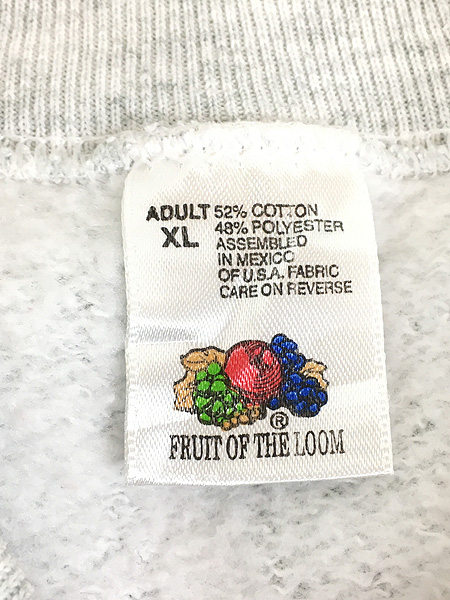 ADULT 52% COTTON
XL 48% POLYESTER
ASSEMBLED
IN MEXICO
OF U.S.A. FABRIC
CARE ON REVERSE
®
FRUIT OF THE LOOM